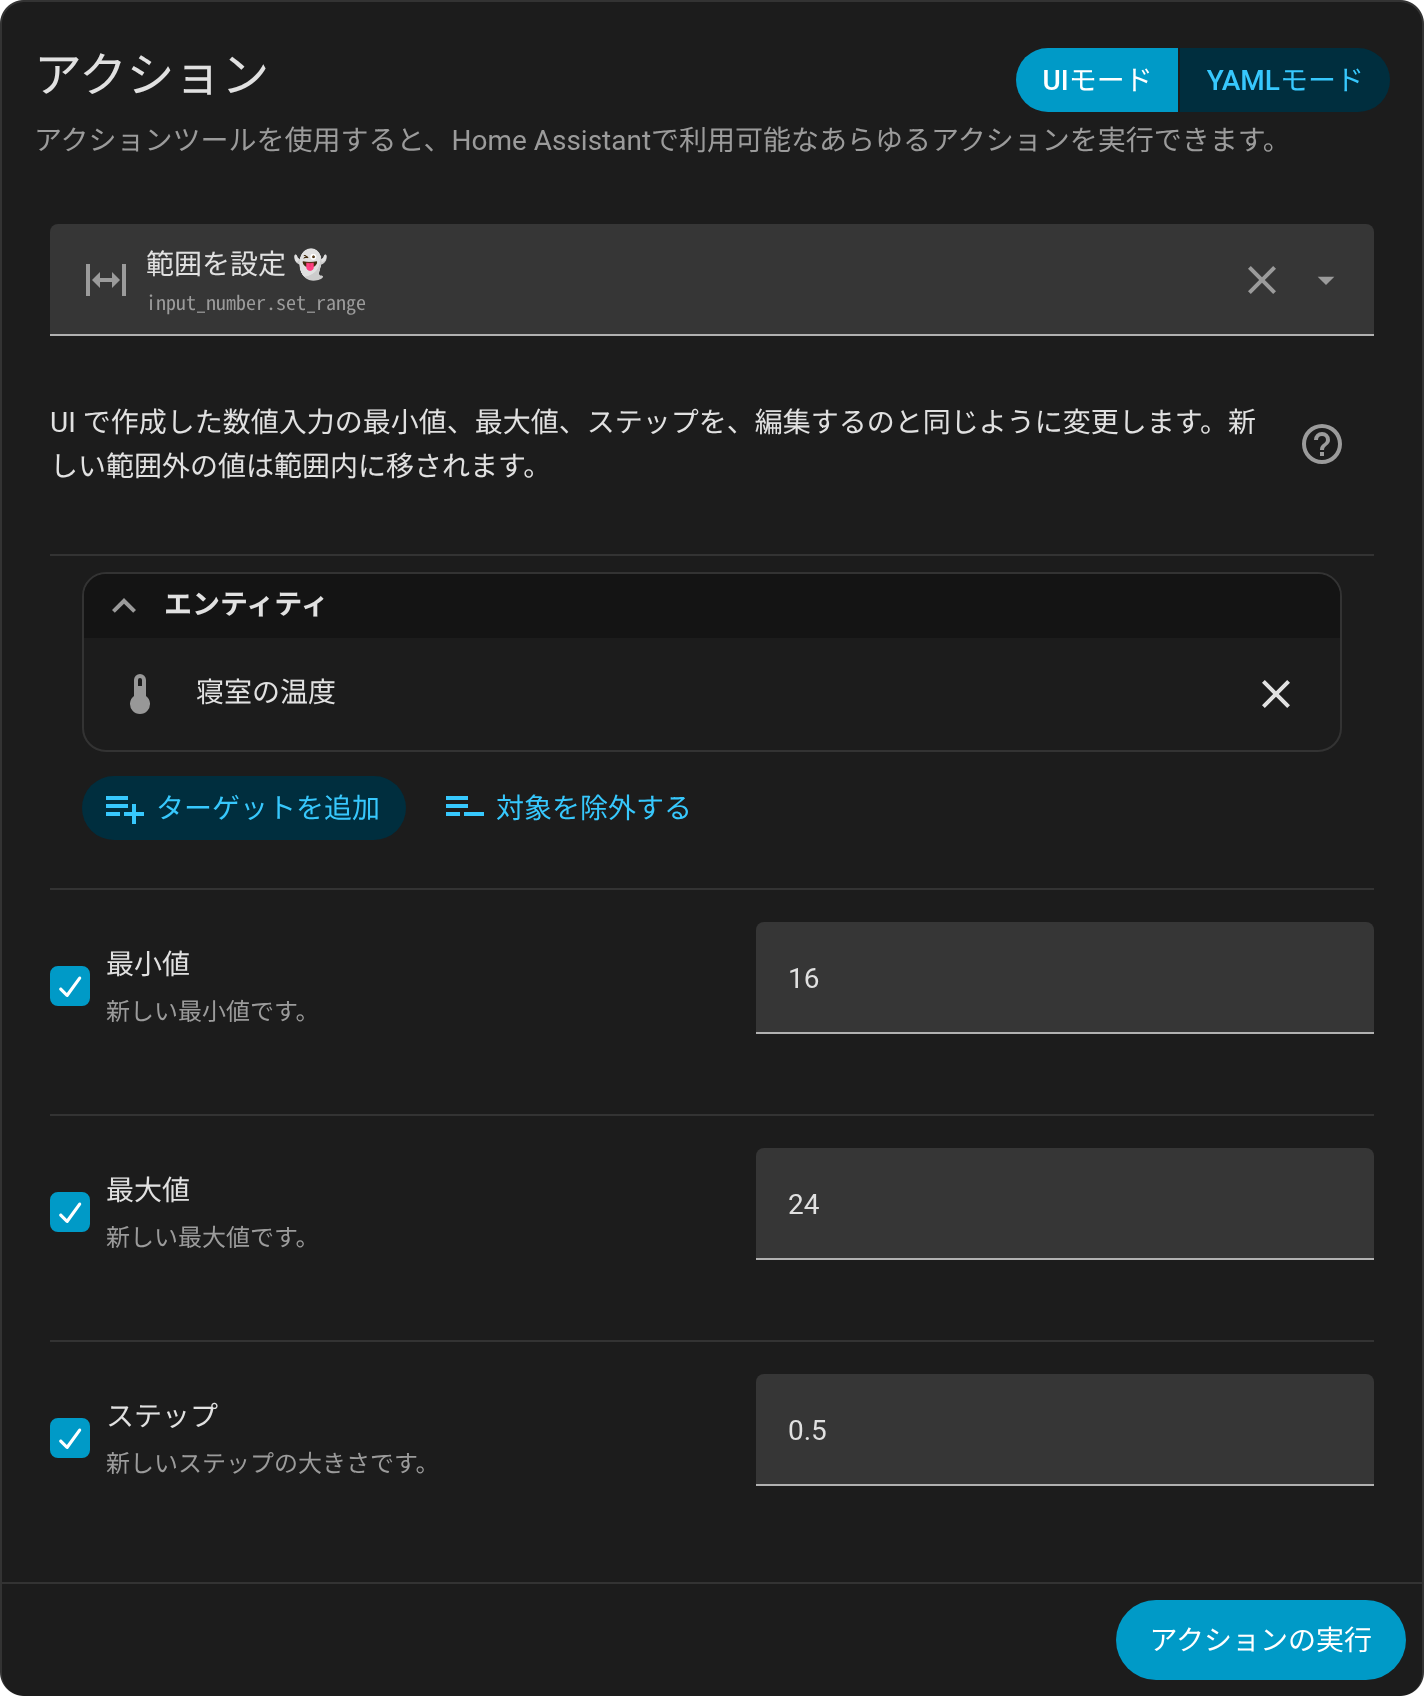 アクション
UIモード
YAMLモード
アクションツールを使用すると、Home Assistantで利用可能なあらゆるアクションを実行できます。
範囲を設定 👻
input_number.set_range
UI で作成した数値入力の最小値、最大値、ステップを、編集するのと同じように変更します。新
しい範囲外の値は範囲内に移されます。
エンティティ
寝室の温度
ターゲットを追加
対象を除外する
最小値
新しい最小値です。
16
最大値
新しい最大値です。
24
ステップ
新しいステップの大きさです。
0.5
アクションの実行